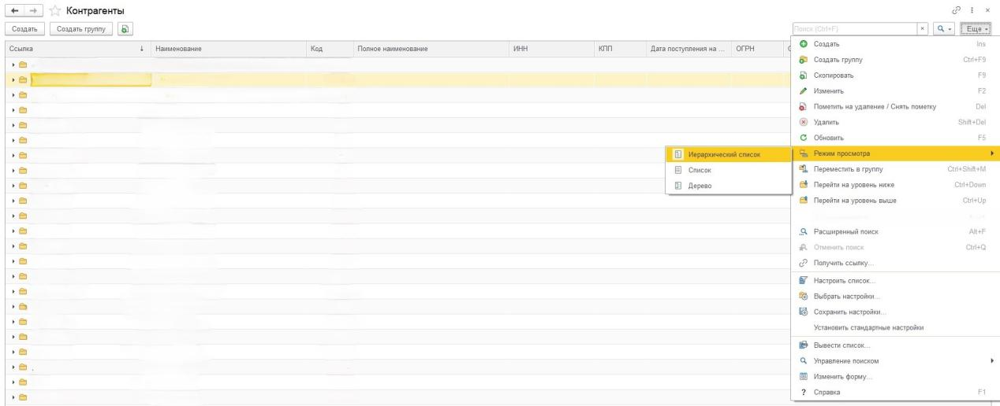 Контрагенты
Создать Создать группу Поиск (Ctrl+F) × Еще
Ссылка ↓ Наименование Код Полное наименование ИНН КПП Дата поступления на ... ОГРН
Создать Ins
Создать группу Ctrl+F9
Скопировать F9
Изменить F2
Пометить на удаление / Снять пометку Del
Удалить Shift+Del
Обновить F5
Режим просмотра
Иерархический список
Список
Дерево
Переместить в группу Ctrl+Shift+M
Перейти на уровень ниже Ctrl+Down
Перейти на уровень выше Ctrl+Up
Расширенный поиск Alt+F
Отменить поиск Ctrl+Q
Получить ссылку...
Настроить список...
Выбрать настройки...
Сохранить настройки...
Установить стандартные настройки
Вывести список...
Управление поиском
Изменить форму...
Справка F1